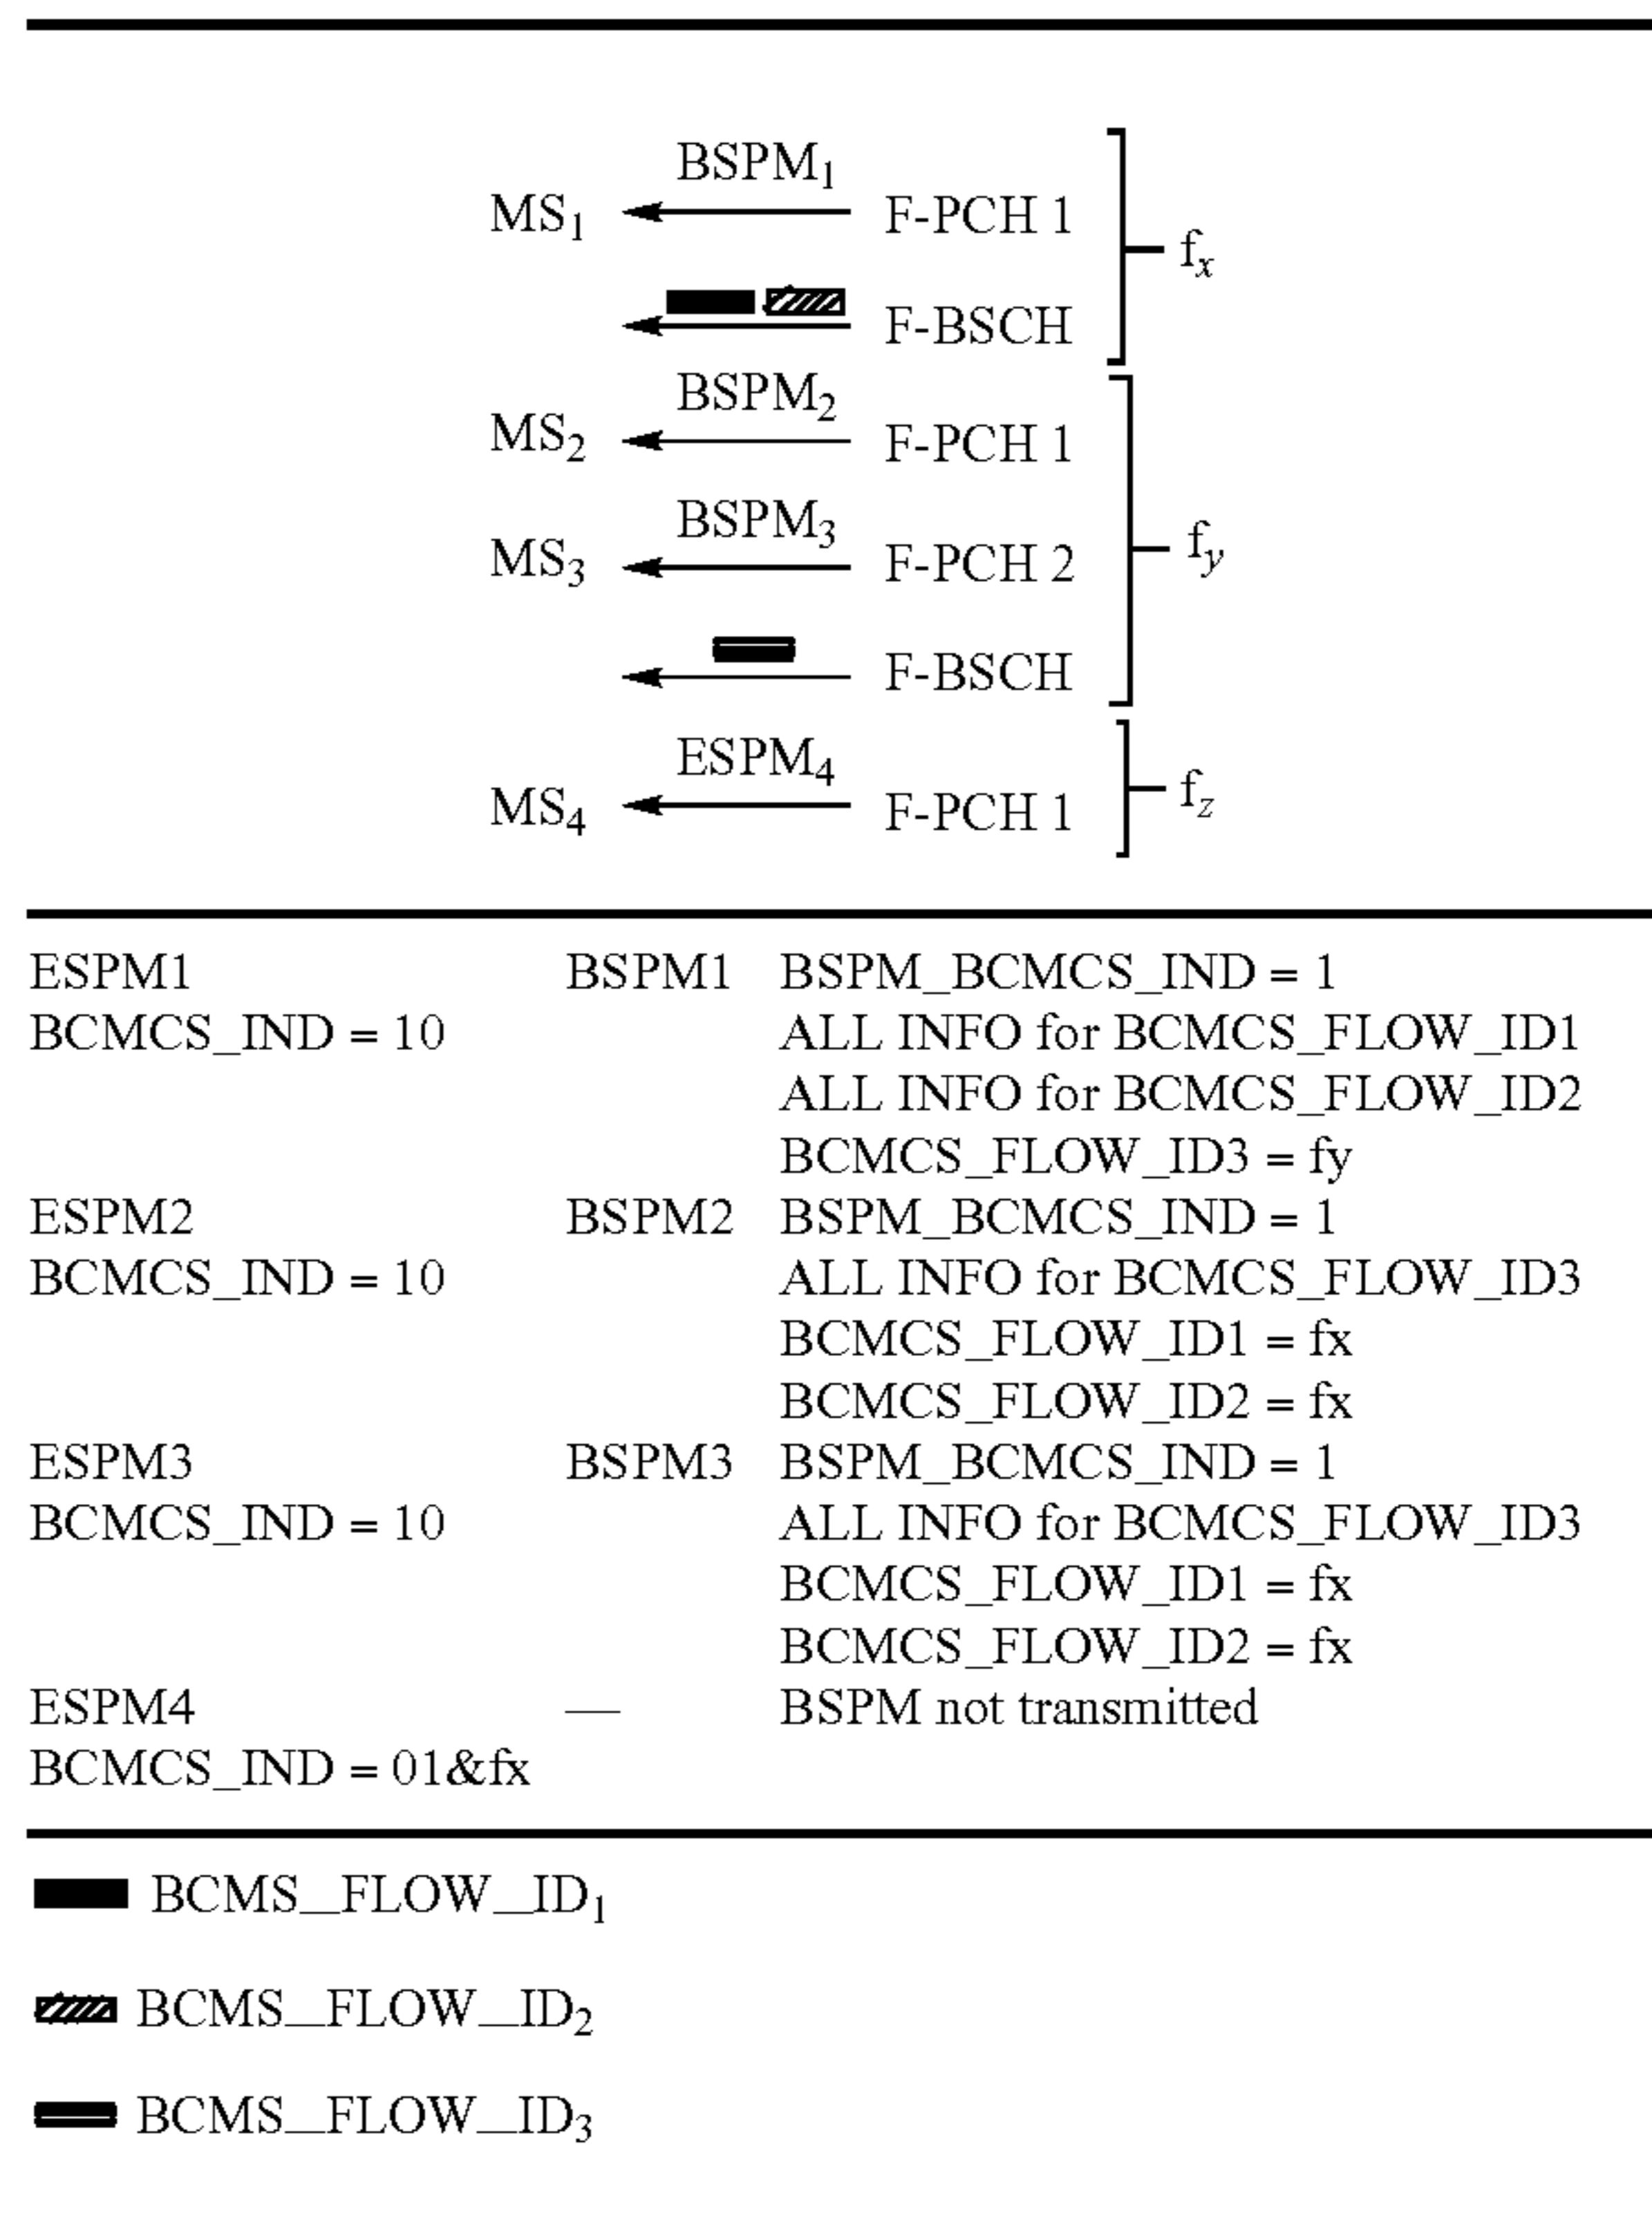 BSPM1
MS1 F-PCH 1
fx
F-BSCH
BSPM2
MS2 F-PCH 1
BSPM3
fy
MS3 F-PCH 2
F-BSCH
ESPM4
fz
MS4 F-PCH 1
ESPM1 BSPM1 BSPM_BCMCS_IND = 1
BCMCS_IND = 10 ALL INFO for BCMCS_FLOW_ID1
ALL INFO for BCMCS_FLOW_ID2
BCMCS_FLOW_ID3 = fy
ESPM2 BSPM2 BSPM_BCMCS_IND = 1
BCMCS_IND = 10 ALL INFO for BCMCS_FLOW_ID3
BCMCS_FLOW_ID1 = fx
BCMCS_FLOW_ID2 = fx
ESPM3 BSPM3 BSPM_BCMCS_IND = 1
BCMCS_IND = 10 ALL INFO for BCMCS_FLOW_ID3
BCMCS_FLOW_ID1 = fx
BCMCS_FLOW_ID2 = fx
ESPM4 — BSPM not transmitted
BCMCS_IND = 01&fx
BCMS_FLOW_ID1
BCMS_FLOW_ID2
BCMS_FLOW_ID3